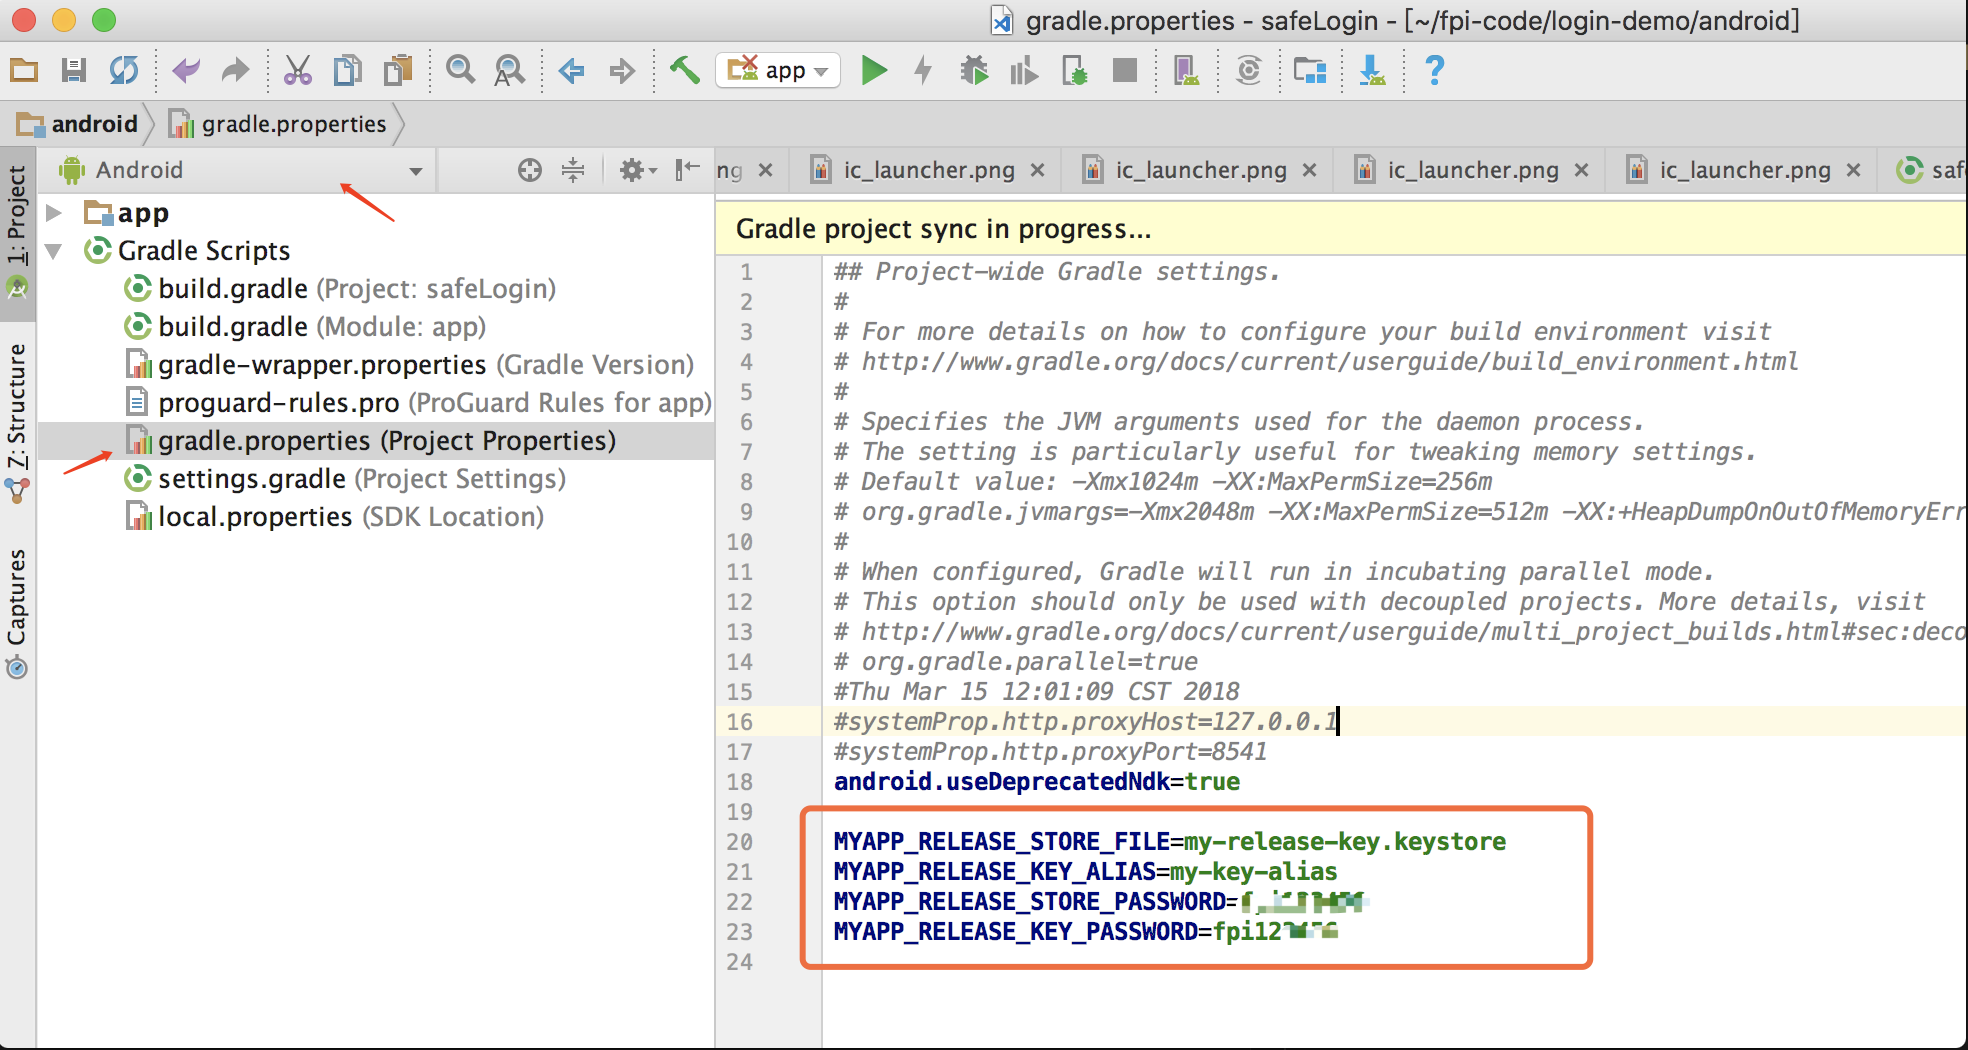 gradle.properties - safeLogin - [~/fpi-code/login-demo/android]
app
android
gradle.properties
Android
ng
ic_launcher.png
ic_launcher.png
ic_launcher.png
ic_launcher.png
safe
1: Project
7: Structure
Captures
app
Gradle Scripts
build.gradle (Project: safeLogin)
build.gradle (Module: app)
gradle-wrapper.properties (Gradle Version)
proguard-rules.pro (ProGuard Rules for app)
gradle.properties (Project Properties)
settings.gradle (Project Settings)
local.properties (SDK Location)
Gradle project sync in progress...
1 ## Project-wide Gradle settings.
2 #
3 # For more details on how to configure your build environment visit
4 # http://www.gradle.org/docs/current/userguide/build_environment.html
5 #
6 # Specifies the JVM arguments used for the daemon process.
7 # The setting is particularly useful for tweaking memory settings.
8 # Default value: -Xmx1024m -XX:MaxPermSize=256m
9 # org.gradle.jvmargs=-Xmx2048m -XX:MaxPermSize=512m -XX:+HeapDumpOnOutOfMemoryErr
10 #
11 # When configured, Gradle will run in incubating parallel mode.
12 # This option should only be used with decoupled projects. More details, visit
13 # http://www.gradle.org/docs/current/userguide/multi_project_builds.html#sec:deco
14 # org.gradle.parallel=true
15 #Thu Mar 15 12:01:09 CST 2018
16 #systemProp.http.proxyHost=127.0.0.1
17 #systemProp.http.proxyPort=8541
18 android.useDeprecatedNdk=true
19
20 MYAPP_RELEASE_STORE_FILE=my-release-key.keystore
21 MYAPP_RELEASE_KEY_ALIAS=my-key-alias
22 MYAPP_RELEASE_STORE_PASSWORD=
23 MYAPP_RELEASE_KEY_PASSWORD=
24